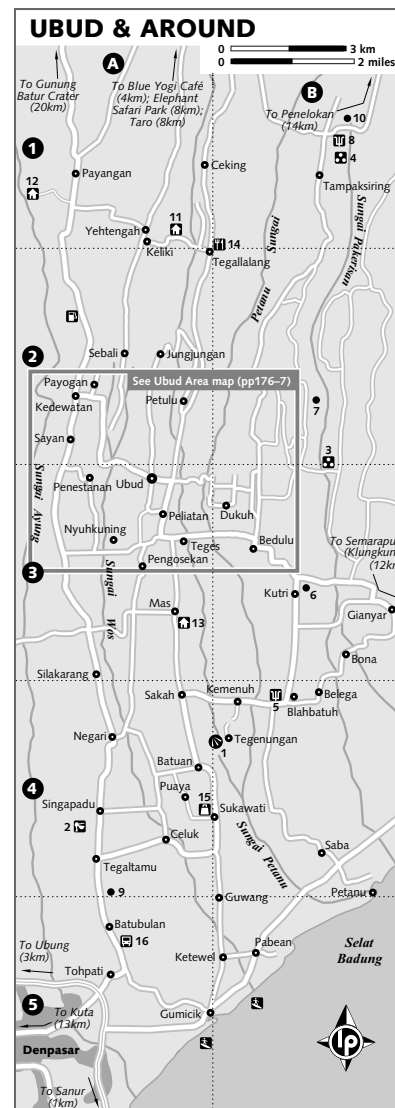 UBUD & AROUND
0 3 km
0 2 miles
A
B
To Gunung
Batur Crater
(20km)
To Blue Yogi Café
(4km); Elephant
Safari Park (8km);
Taro (8km)
To Penelokan
(14km)
10
8
4
1
Ceking
Payangan
Tampaksiring
12
11
Yehtengah
Keliki
14
Tegallalang
Sungai
Petanu
Sungai Pakerisan
2
Sebali
Jungjungan
See Ubud Area map (pp176–7)
Payogan
Kedewatan
Petulu
7
Sayan
3
Sungai Ayung
Penestanan
Ubud
Dukuh
Peliatan
Nyuhkuning
Teges
Bedulu
To Semarapura
(Klungkung)
(12km)
Pengosekan
3
Sungai Wos
Kutri
6
Mas
Gianyar
13
Bona
Silakarang
Sakah
Kemenuh
Belega
5
Blahbatuh
Negari
Tegenungan
1
Batuan
4
Puaya
15
Singapadu
Sukawati
2
Celuk
Sungai Petanu
Saba
Tegaltamu
9
Guwang
Petanu
Batubulan
16
Selat
Badung
To Ubung
(3km)
Pabean
Ketewel
Tohpati
5
To Kuta
(13km)
Gumicik
Denpasar
lp
To Sanur
(1km)